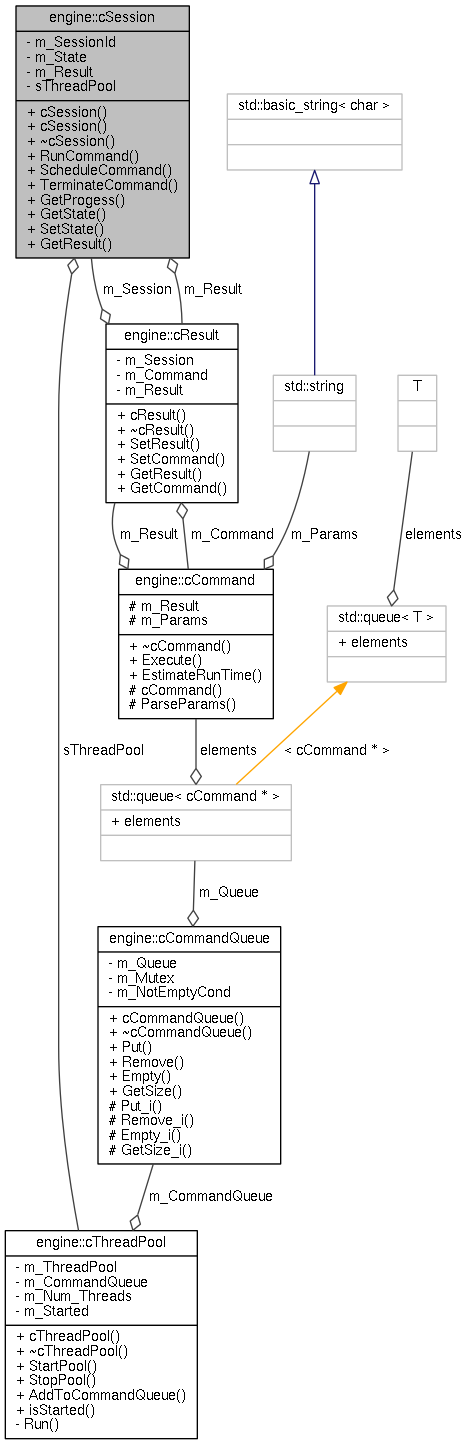 engine::cSession
- m_SessionId
- m_State
- m_Result
- sThreadPool
+ cSession()
+ cSession()
+ ~cSession()
+ RunCommand()
+ ScheduleCommand()
+ TerminateCommand()
+ GetProgess()
+ GetState()
+ SetState()
+ GetResult()
std::basic_string< char >
m_Session
m_Result
engine::cResult
- m_Session
- m_Command
- m_Result
+ cResult()
+ ~cResult()
+ SetResult()
+ SetCommand()
+ GetResult()
+ GetCommand()
std::string
T
m_Result
m_Command
m_Params
elements
engine::cCommand
# m_Result
# m_Params
+ ~cCommand()
+ Execute()
+ EstimateRunTime()
# cCommand()
# ParseParams()
std::queue< T >
+ elements
sThreadPool
elements
< cCommand * >
std::queue< cCommand * >
+ elements
m_Queue
engine::cCommandQueue
- m_Queue
- m_Mutex
- m_NotEmptyCond
+ cCommandQueue()
+ ~cCommandQueue()
+ Put()
+ Remove()
+ Empty()
+ GetSize()
# Put_i()
# Remove_i()
# Empty_i()
# GetSize_i()
m_CommandQueue
engine::cThreadPool
- m_ThreadPool
- m_CommandQueue
- m_Num_Threads
- m_Started
+ cThreadPool()
+ ~cThreadPool()
+ StartPool()
+ StopPool()
+ AddToCommandQueue()
+ isStarted()
- Run()